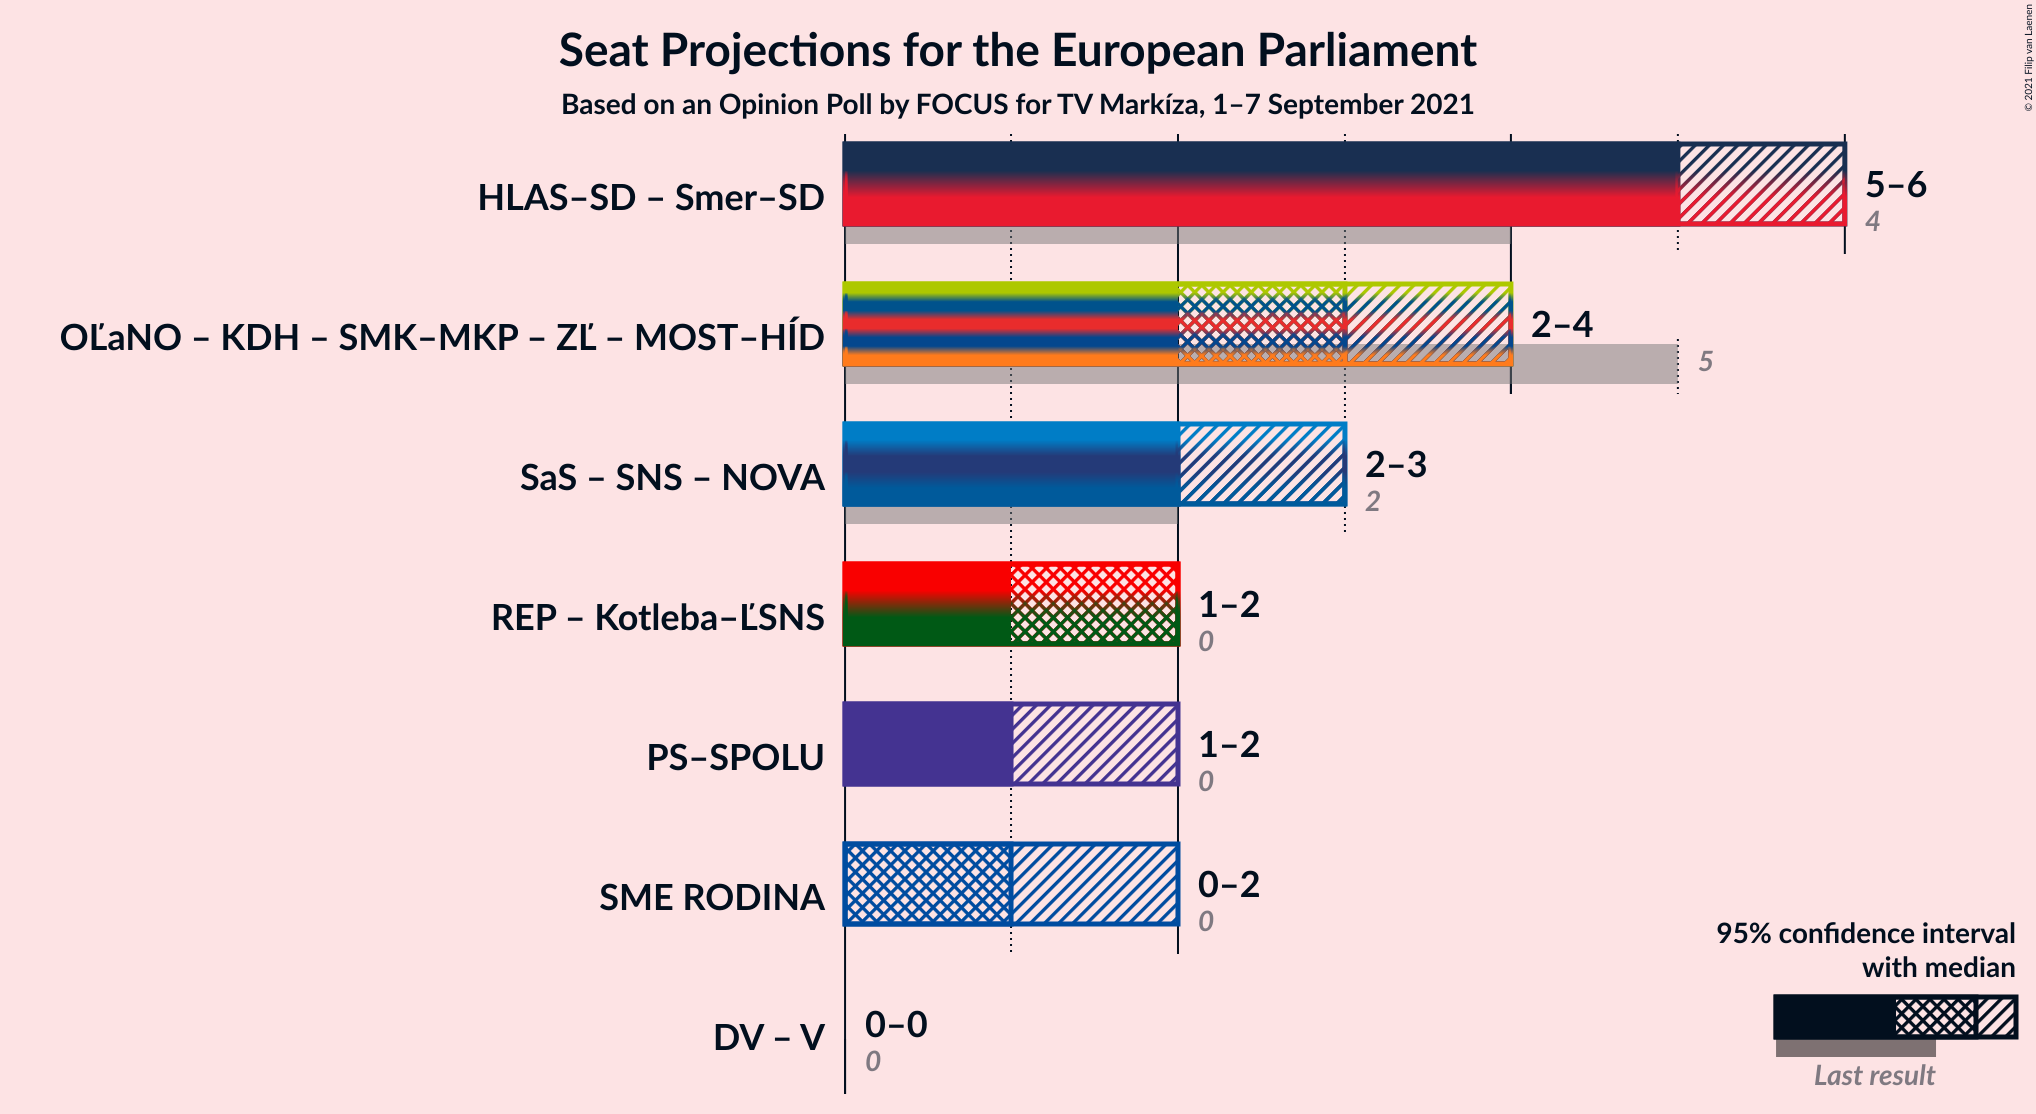 Seat Projections for the European Parliament
Based on an Opinion Poll by FOCUS for TV Markíza, 1–7 September 2021
© 2021 Filip van Laenen
HLAS–SD – Smer–SD
5–6
4
OĽaNO – KDH – SMK–MKP – ZĽ – MOST–HÍD
2–4
5
SaS – SNS – NOVA
2–3
2
REP – Kotleba–ĽSNS
1–2
0
PS–SPOLU
1–2
0
SME RODINA
0–2
0
DV – V
0–0
0
95% confidence interval
with median
Last result